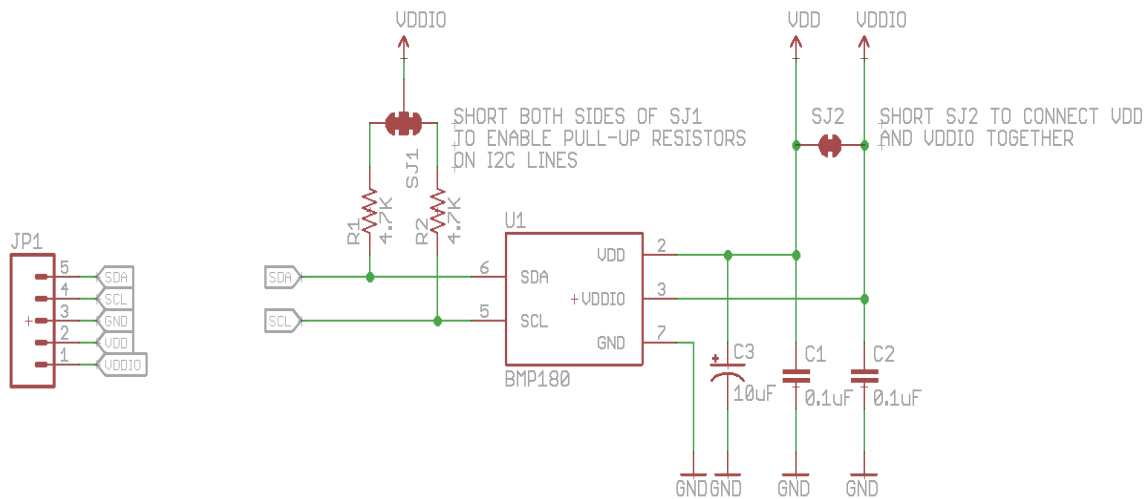 VDDIO
VDD
VDDIO
SHORT BOTH SIDES OF SJ1
TO ENABLE PULL-UP RESISTORS
ON I2C LINES
SJ1
SJ2
SHORT SJ2 TO CONNECT VDD
AND VDDIO TOGETHER
R1
4.7K
R2
4.7K
JP1
5
SDA
4
SCL
3
GND
2
VDD
1
VDDIO
SDA
SCL
U1
6
SDA
5
SCL
VDD
2
VDDIO
3
GND
7
BMP180
C3
10uF
C1
0.1uF
C2
0.1uF
GND
GND
GND
GND